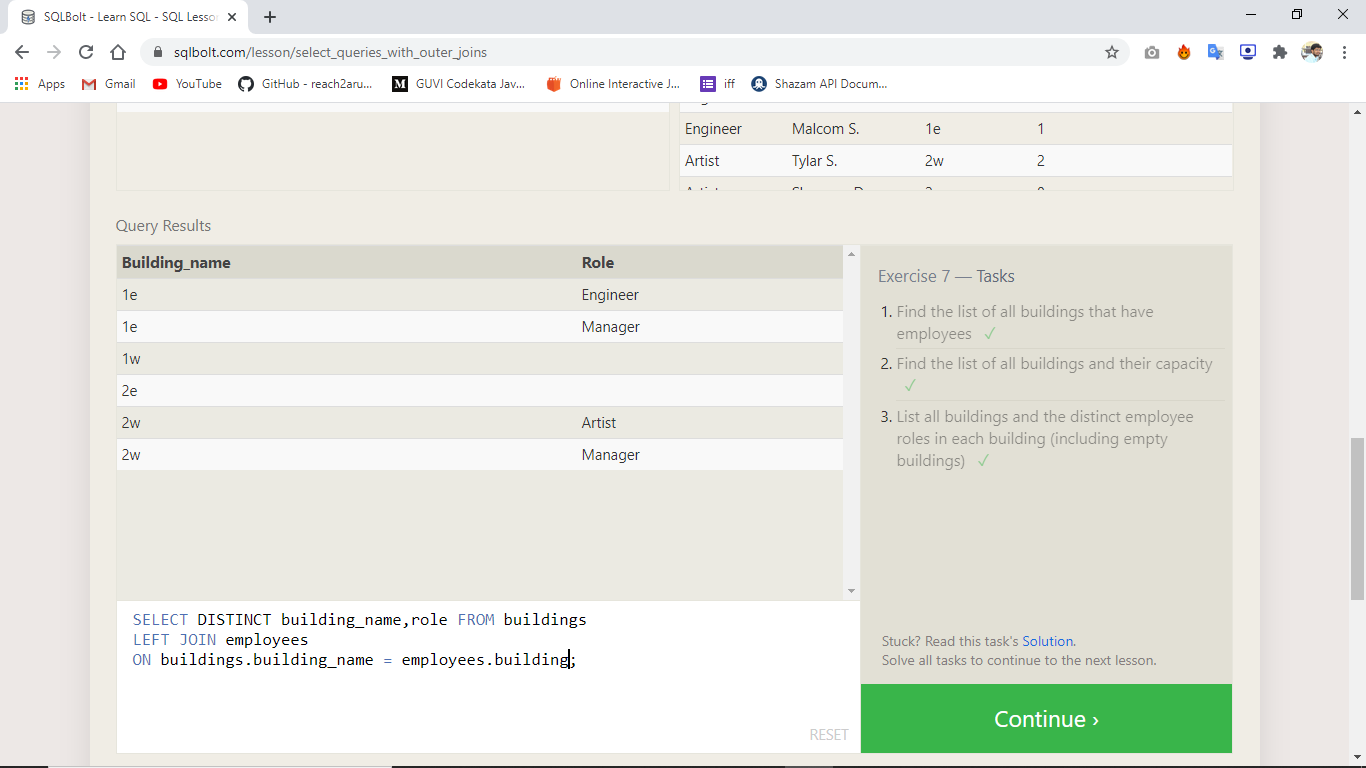 SQLBolt - Learn SQL - SQL Lesson
sqlbolt.com/lesson/select_queries_with_outer_joins
Apps Gmail YouTube GitHub - reach2aru... GUVI Codekata Jav... Online Interactive J... iff Shazam API Docum...
Engineer Malcom S. 1e 1
Artist Tylar S. 2w 2
Query Results
Building_name Role
1e Engineer
1e Manager
1w
2e
2w Artist
2w Manager
Exercise 7 — Tasks
1. Find the list of all buildings that have
employees ✓
2. Find the list of all buildings and their capacity
✓
3. List all buildings and the distinct employee
roles in each building (including empty
buildings) ✓
SELECT DISTINCT building_name,role FROM buildings
LEFT JOIN employees
ON buildings.building_name = employees.building;
RESET
Stuck? Read this task's Solution.
Solve all tasks to continue to the next lesson.
Continue ›